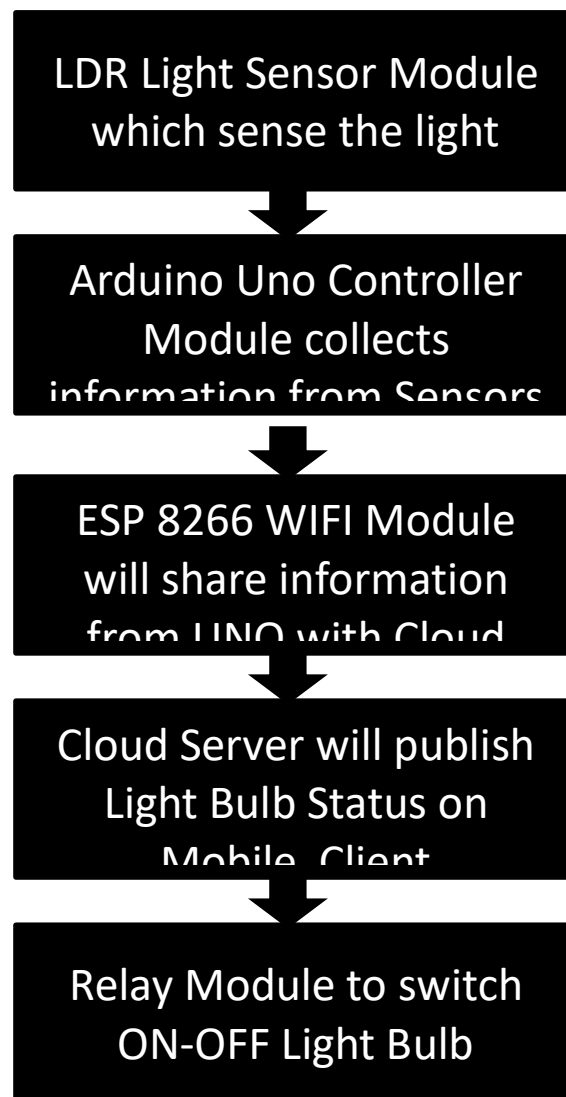 LDR Light Sensor Module
which sense the light
Arduino Uno Controller
Module collects
information from Sensors
ESP 8266 WIFI Module
will share information
from UNO with Cloud
Cloud Server will publish
Light Bulb Status on
Mobile Client
Relay Module to switch
ON-OFF Light Bulb